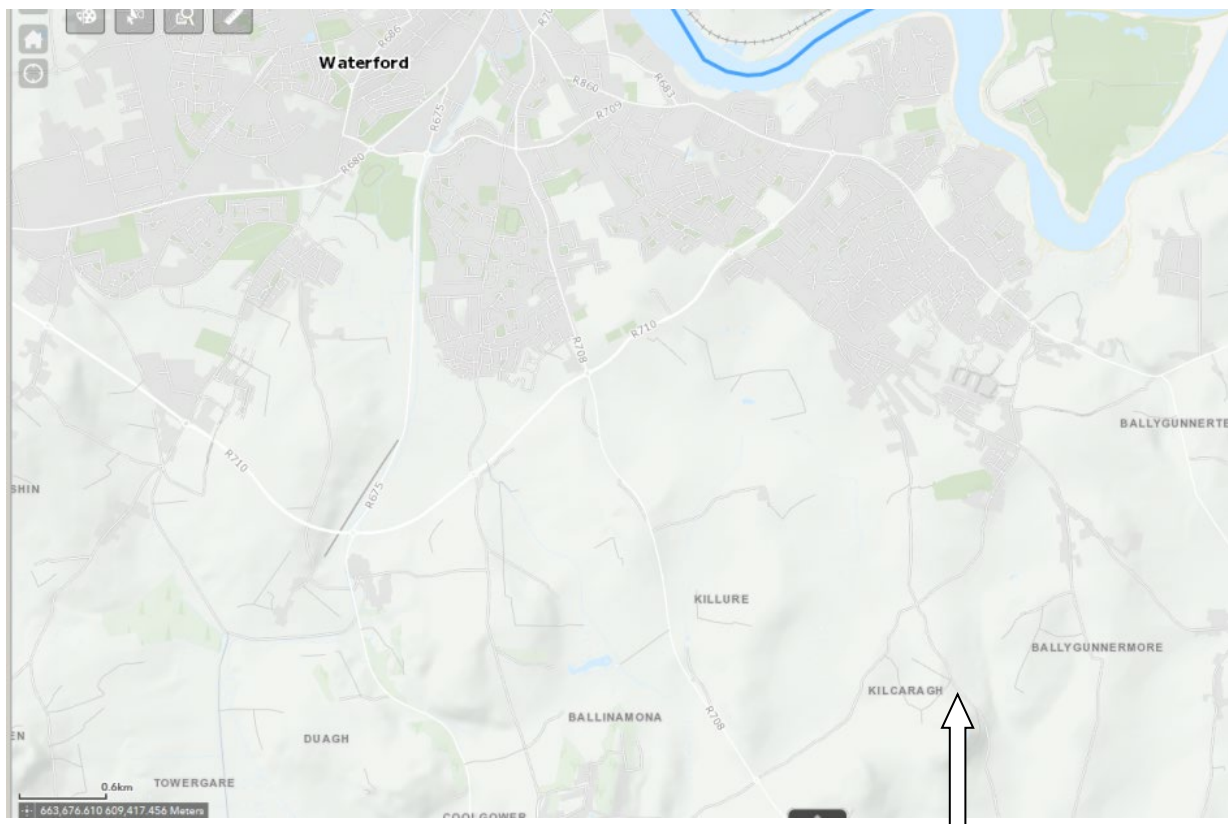 R70
R686
Waterford
R860
R683
R675
R709
R680
R710
R708
BALLYGUNNERTE
R710
SHIN
R675
KILLURE
BALLYGUNNERMORE
KILCARAGH
BALLINAMONA
R708
EN
DUAGH
0.6km
TOWERGARE
663,676.610 609,417.456 Meters
COOLGOWER